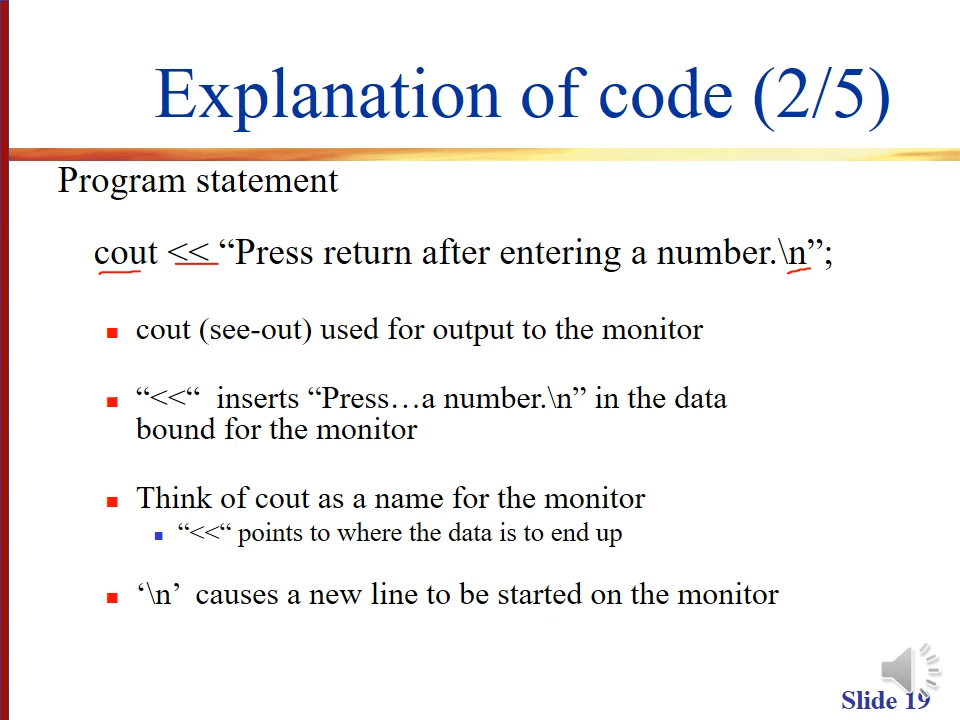 Explanation of code (2/5)
Program statement
cout << “Press return after entering a number.\n”;
cout (see-out) used for output to the monitor
“<<“ inserts “Press…a number.\n” in the data
bound for the monitor
Think of cout as a name for the monitor
“<<“ points to where the data is to end up
‘\n’ causes a new line to be started on the monitor
Slide 19